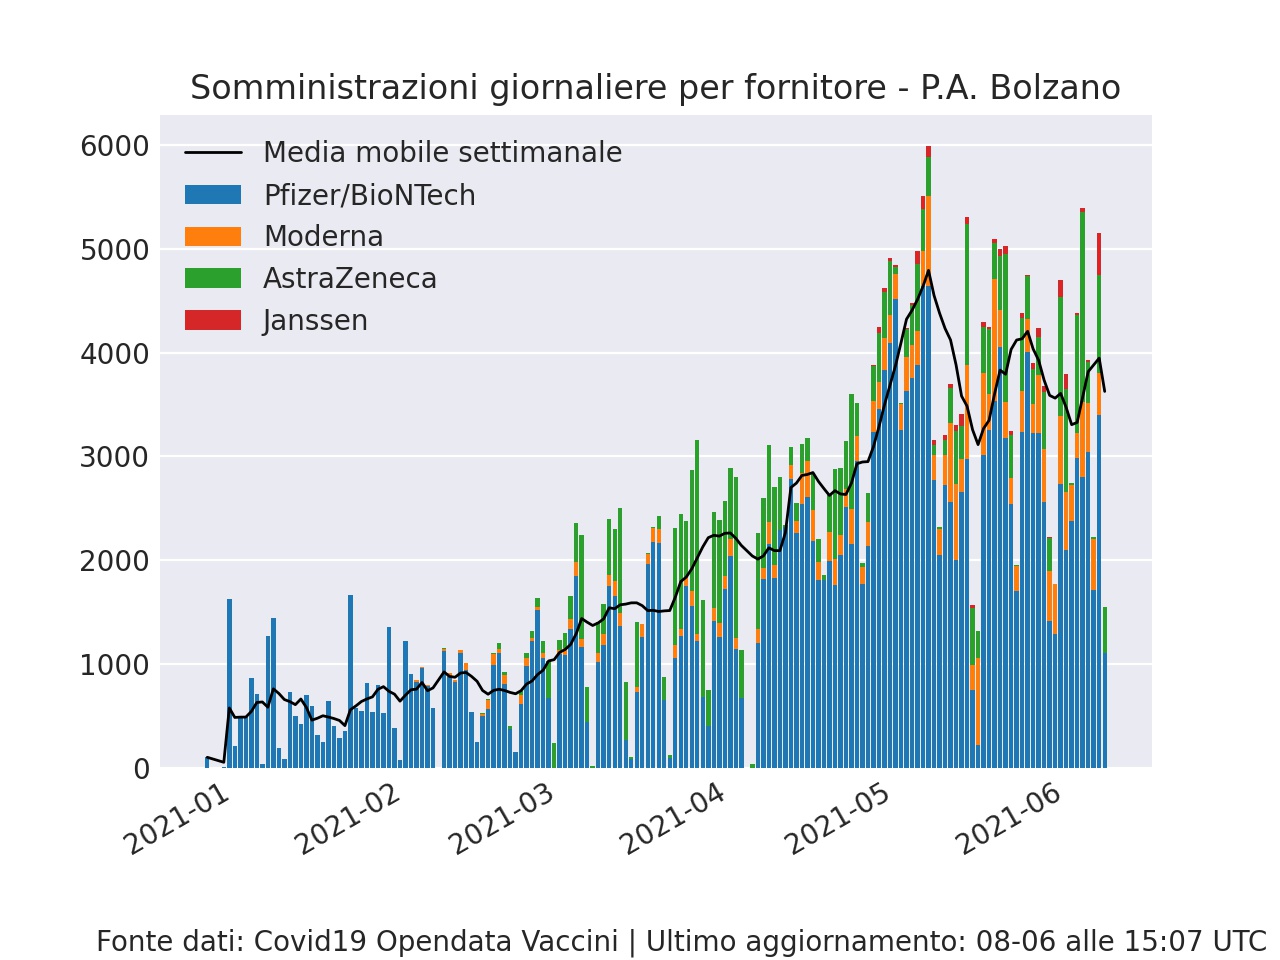 Somministrazioni giornaliere per fornitore - P.A. Bolzano
Media mobile settimanale
Pfizer/BioNTech
Moderna
AstraZeneca
Janssen
6000
5000
4000
3000
2000
1000
0
2021-01
2021-02
2021-03
2021-04
2021-05
2021-06
Fonte dati: Covid19 Opendata Vaccini | Ultimo aggiornamento: 08-06 alle 15:07 UTC